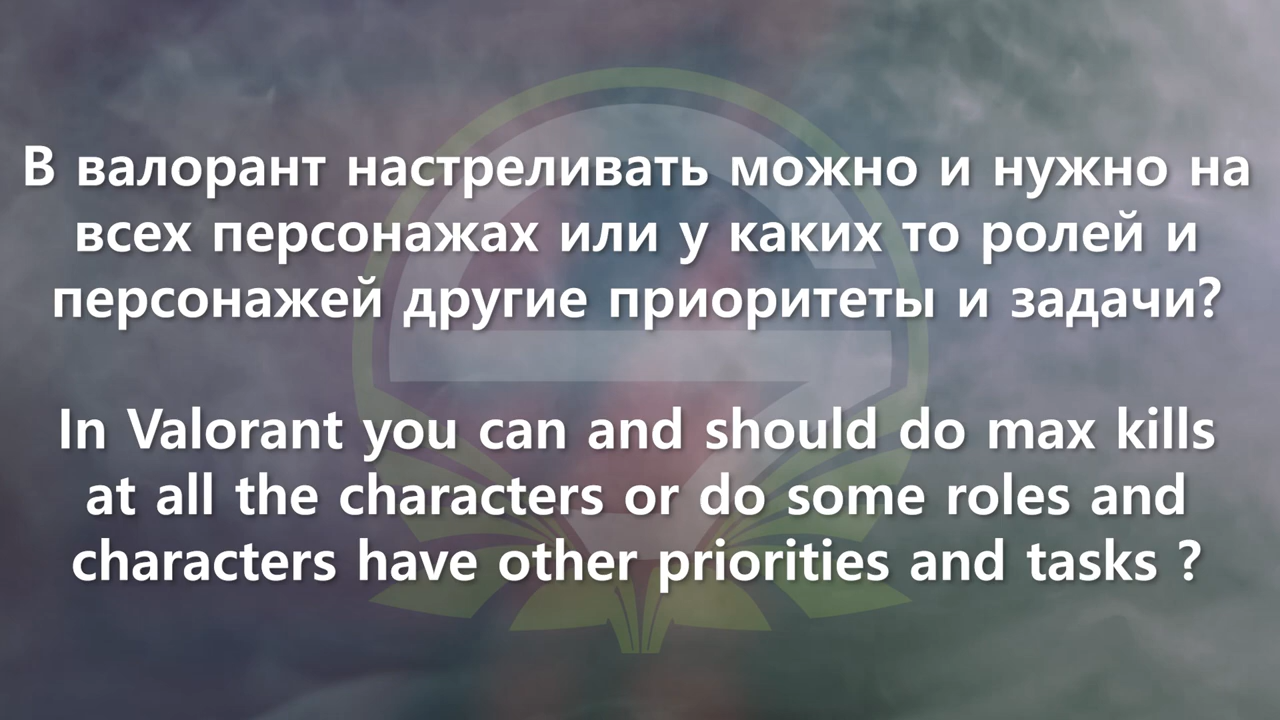 В валорант настреливать можно и нужно на
всех персонажах или у каких то ролей и
персонажей другие приоритеты и задачи?
In Valorant you can and should do max kills
at all the characters or do some roles and
characters have other priorities and tasks ?